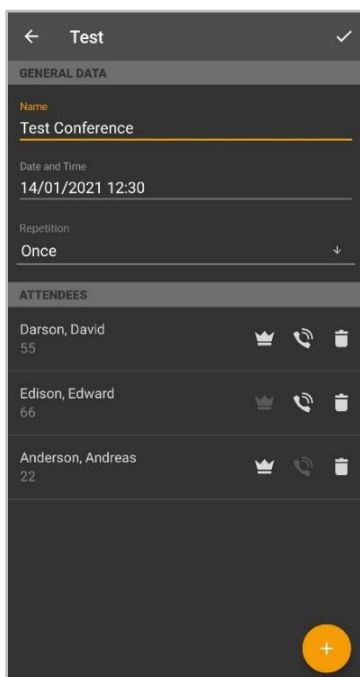 Test
GENERAL DATA
Name
Test Conference
Date and Time
14/01/2021 12:30
Repetition
Once
ATTENDEES
Darson, David
55
Edison, Edward
66
Anderson, Andreas
22